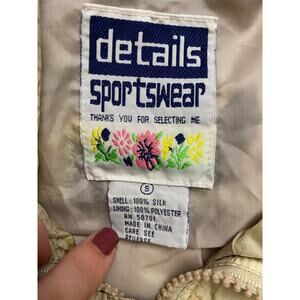 details
sportswear
THANKS YOU FOR SELECTING ME
S
SHELL: 100% SILK
LINING: 100% POLYESTER
RN 58701
MADE IN CHINA
CARE SEE
REVERSE